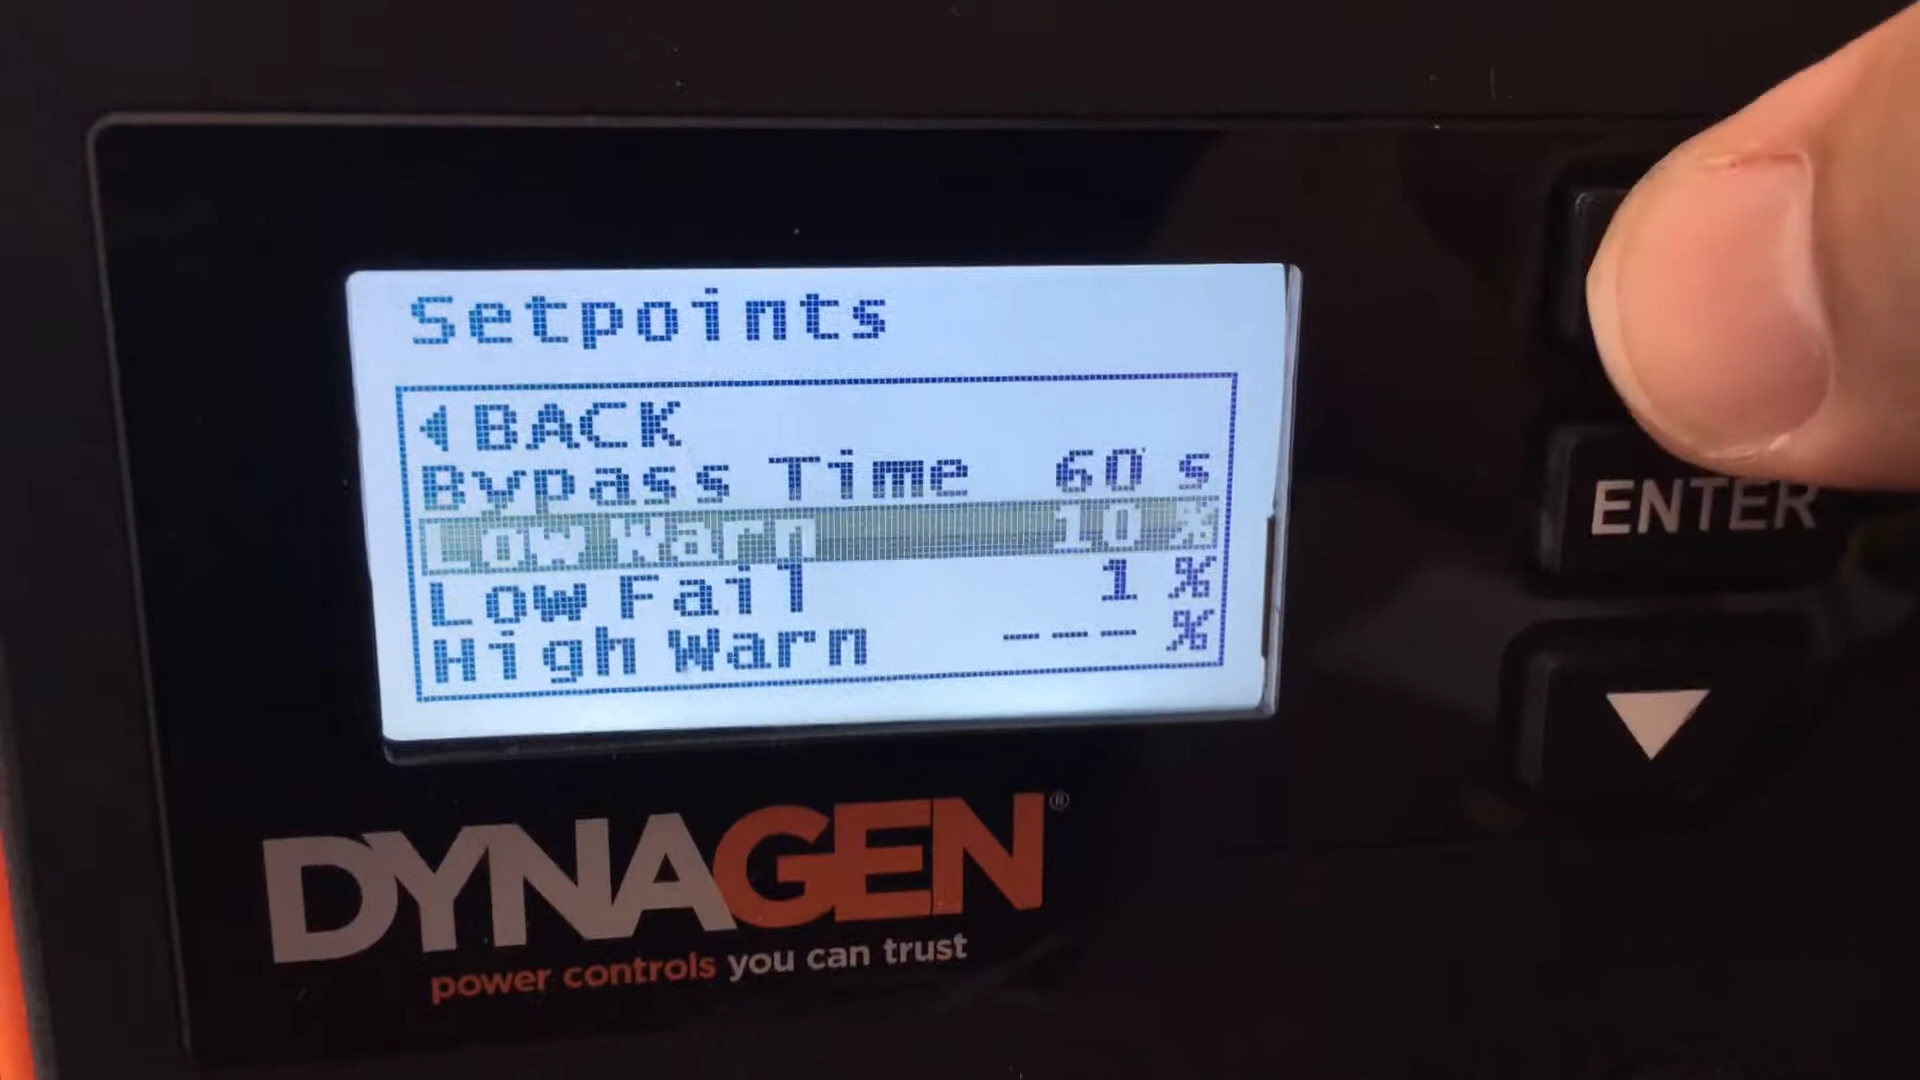 Setpoints
◀BACK
Bypass Time 60 s
Low Warn 10 %
Low Fail 1 %
High Warn --- %
ENTER
DYNAGEN®
power controls you can trust